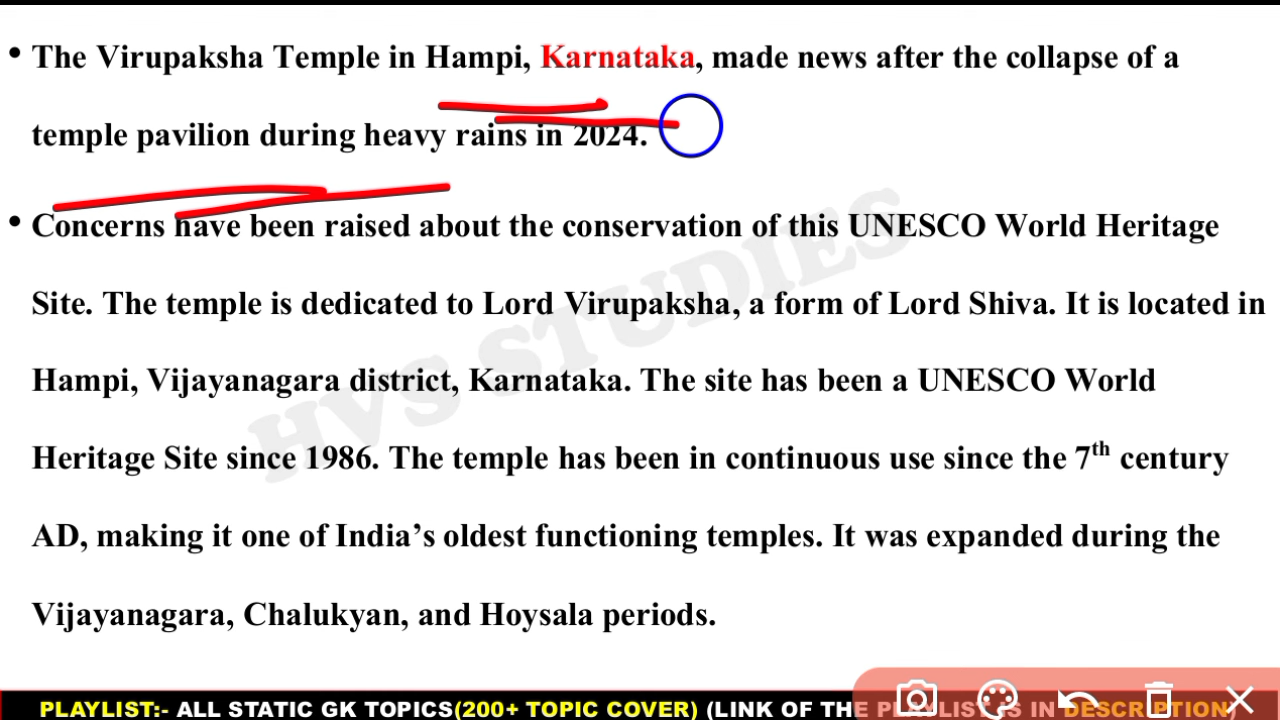 • The Virupaksha Temple in Hampi, Karnataka, made news after the collapse of a
temple pavilion during heavy rains in 2024.
• Concerns have been raised about the conservation of this UNESCO World Heritage
Site. The temple is dedicated to Lord Virupaksha, a form of Lord Shiva. It is located in
Hampi, Vijayanagara district, Karnataka. The site has been a UNESCO World
Heritage Site since 1986. The temple has been in continuous use since the 7th century
AD, making it one of India's oldest functioning temples. It was expanded during the
Vijayanagara, Chalukyan, and Hoysala periods.
HVS STUDIES
PLAYLIST:- ALL STATIC GK TOPICS(200+ TOPIC COVER) (LINK OF THE PLAYLIST IS IN DESCRIPTION